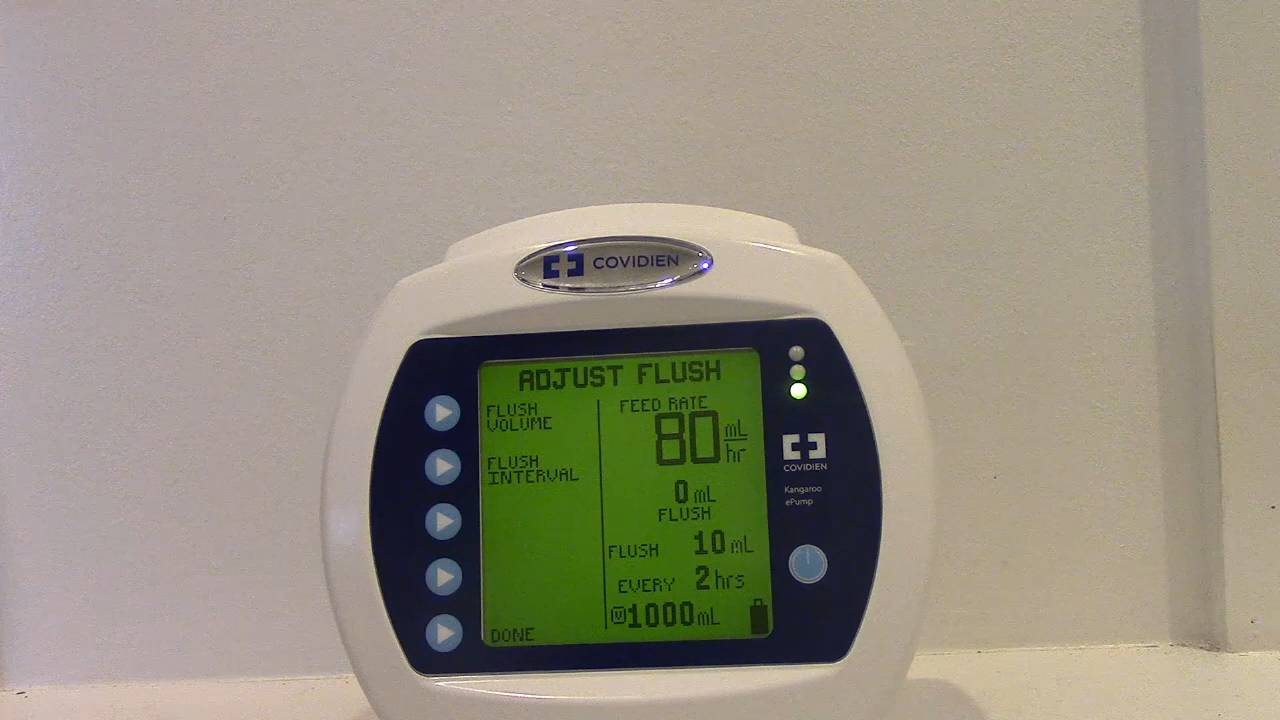 COVIDIEN
ADJUST FLUSH
FLUSH
VOLUME
FLUSH
INTERVAL
DONE
FEED RATE
80 mL/hr
0 mL
FLUSH
FLUSH 10 mL
EVERY 2 hrs
V 1000 mL
COVIDIEN
Kangaroo
ePump